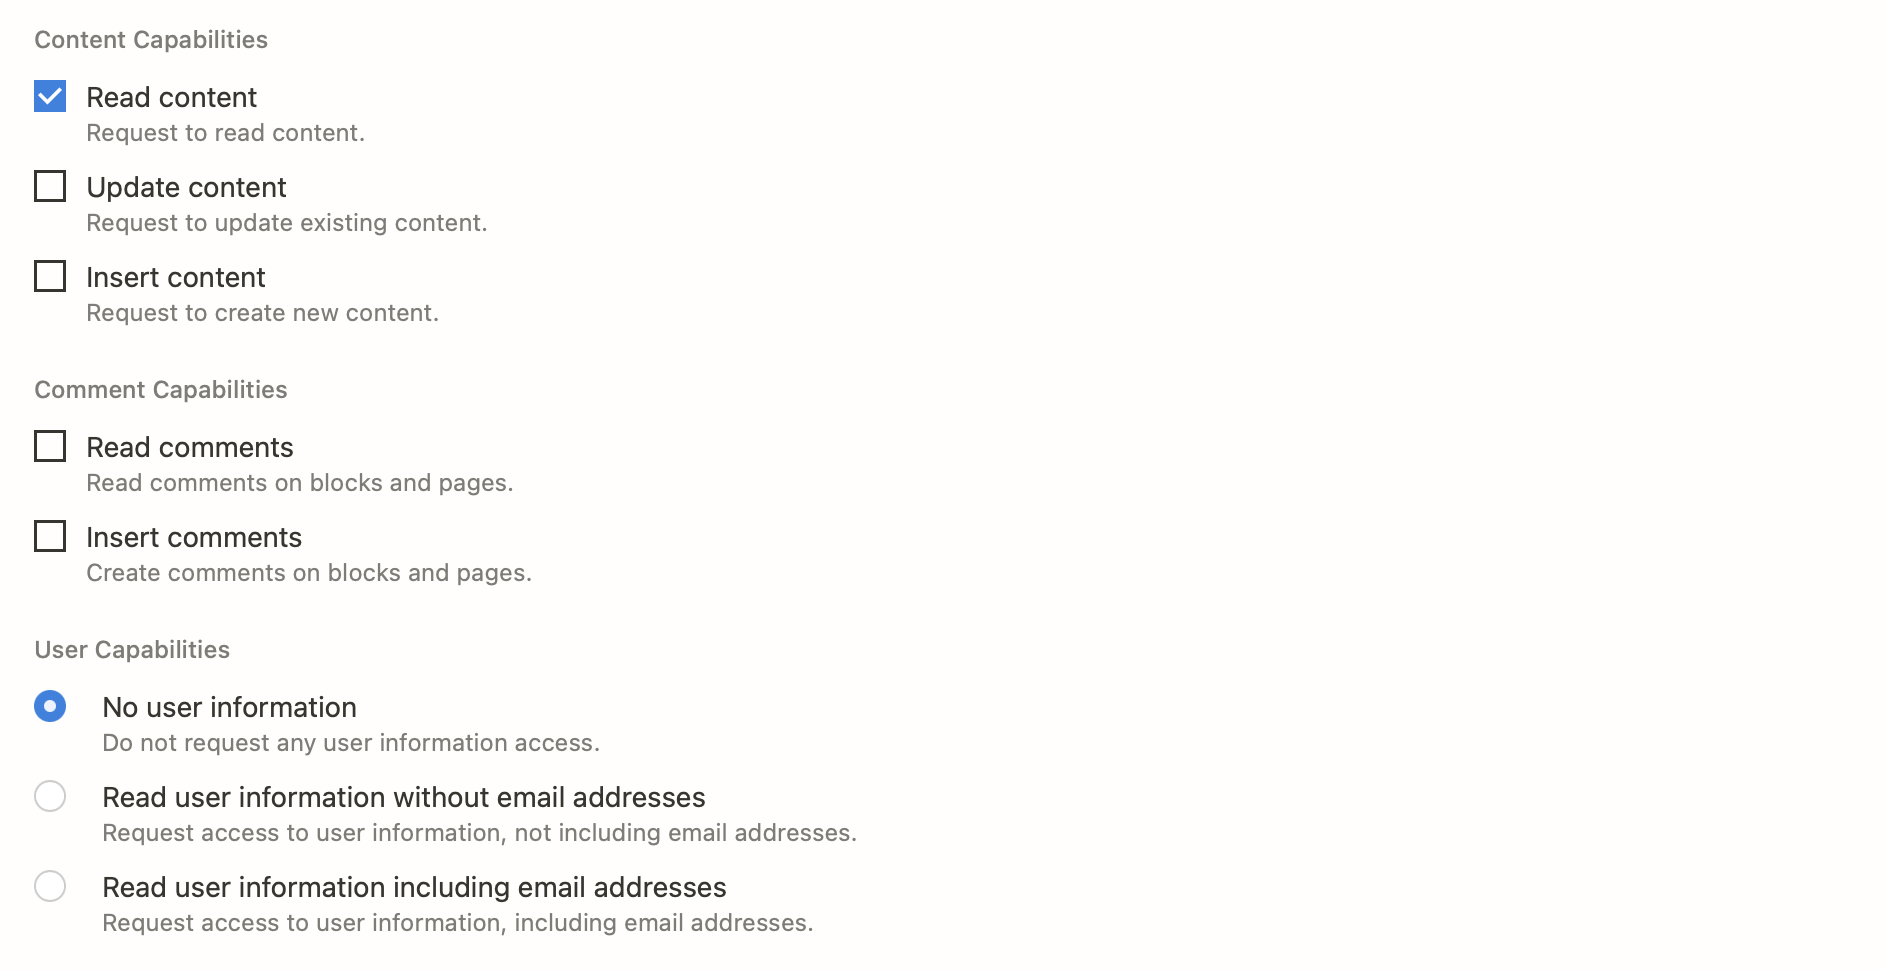 Content Capabilities
Read content
Request to read content.
Update content
Request to update existing content.
Insert content
Request to create new content.
Comment Capabilities
Read comments
Read comments on blocks and pages.
Insert comments
Create comments on blocks and pages.
User Capabilities
No user information
Do not request any user information access.
Read user information without email addresses
Request access to user information, not including email addresses.
Read user information including email addresses
Request access to user information, including email addresses.